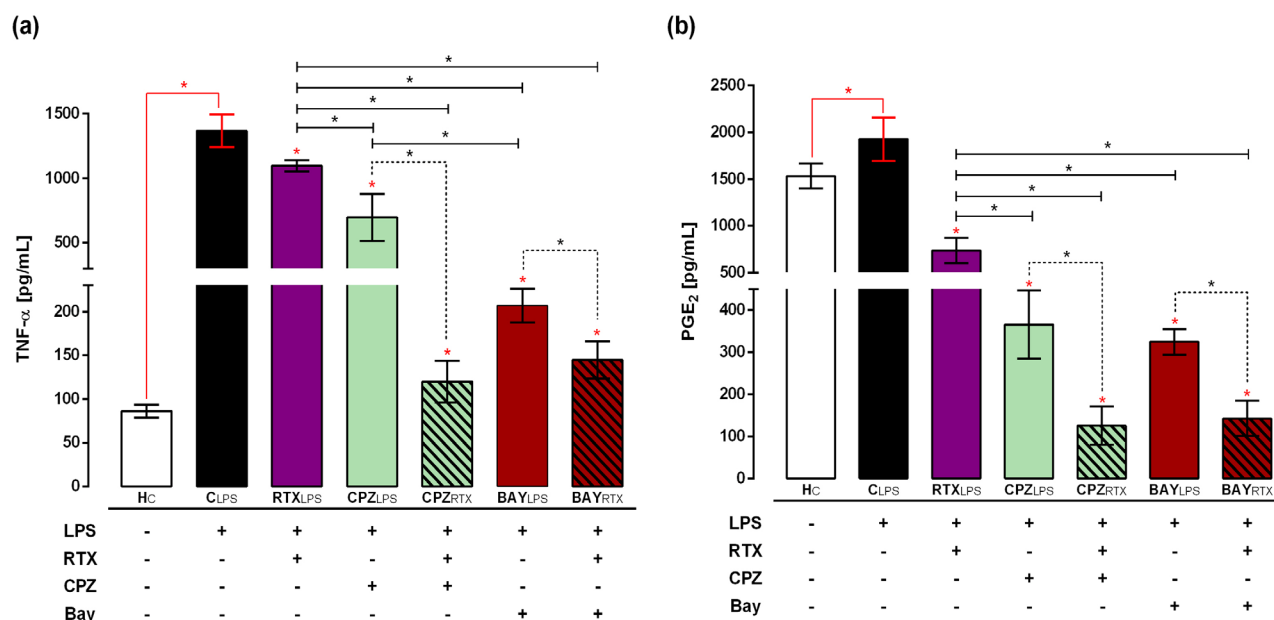 (a)
TNF-α [pg/mL]
1500
1000
500
200
150
100
50
0
* * * * * * * * * * * * *
HC CLPS RTXLPS CPZLPS CPZRTX BAYLPS BAYRTX
LPS - + + + + + +
RTX - - + - + - +
CPZ - - - + + - -
Bay - - - - - + +
(b)
PGE2 [pg/mL]
2500
2000
1500
1000
500
400
300
200
100
0
* * * * * * * * * * * *
HC CLPS RTXLPS CPZLPS CPZRTX BAYLPS BAYRTX
LPS - + + + + + +
RTX - - + - + - +
CPZ - - - + + - -
Bay - - - - - + +